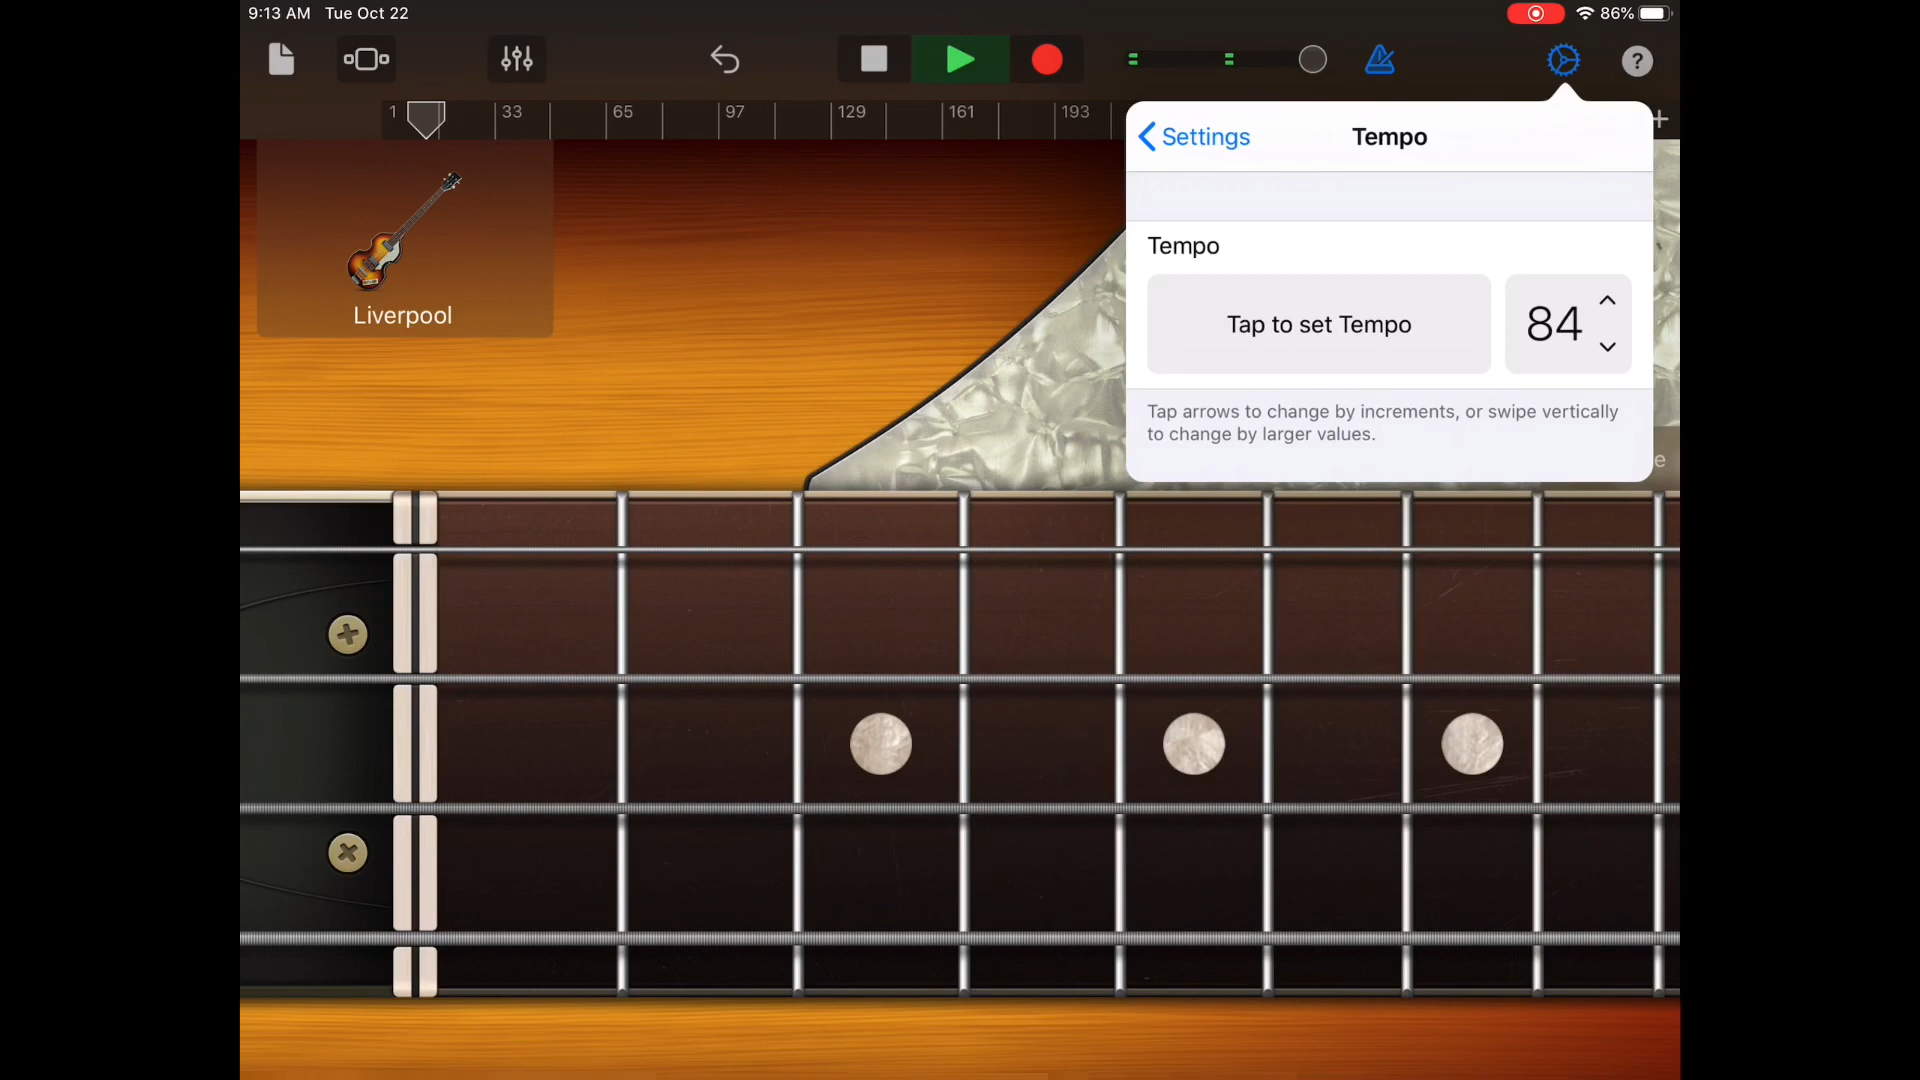 9:13 AM Tue Oct 22
86%
?
1 33 65 97 129 161 193
+
Settings
Tempo
Liverpool
Tempo
Tap to set Tempo
84
Tap arrows to change by increments, or swipe vertically
to change by larger values.
e